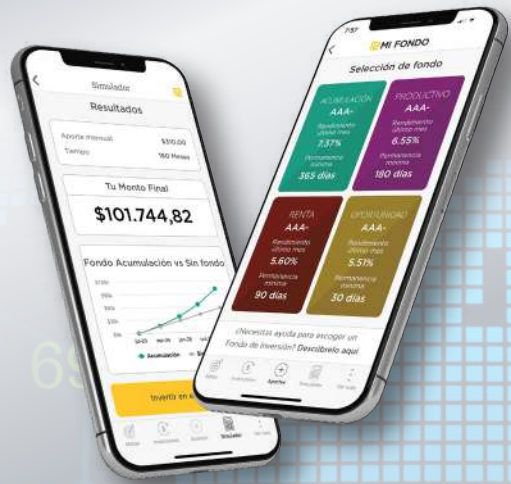 Simulador
Resultados
Aporte mensual $310,00
Tiempo 180 Meses
Tu Monto Final
$101.744,82
Fondo Acumulación vs Sin fondo
Acumulación
Invertir en e
Simulador
7:57
MI FONDO
Selección de fondo
ACUMULACIÓN
AAA-
Rendimiento
último mes
7.37%
Permanencia
mínima
365 días
PRODUCTIVO
AAA-
Rendimiento
último mes
6.55%
Permanencia
mínima
180 días
RENTA
AAA-
Rendimiento
último mes
5.60%
Permanencia
mínima
90 días
OPORTUNIDAD
AAA-
Rendimiento
último mes
5.51%
Permanencia
mínima
30 días
¿Necesitas ayuda para escoger un
Fondo de inversión? Descúbrelo aquí
Aportar